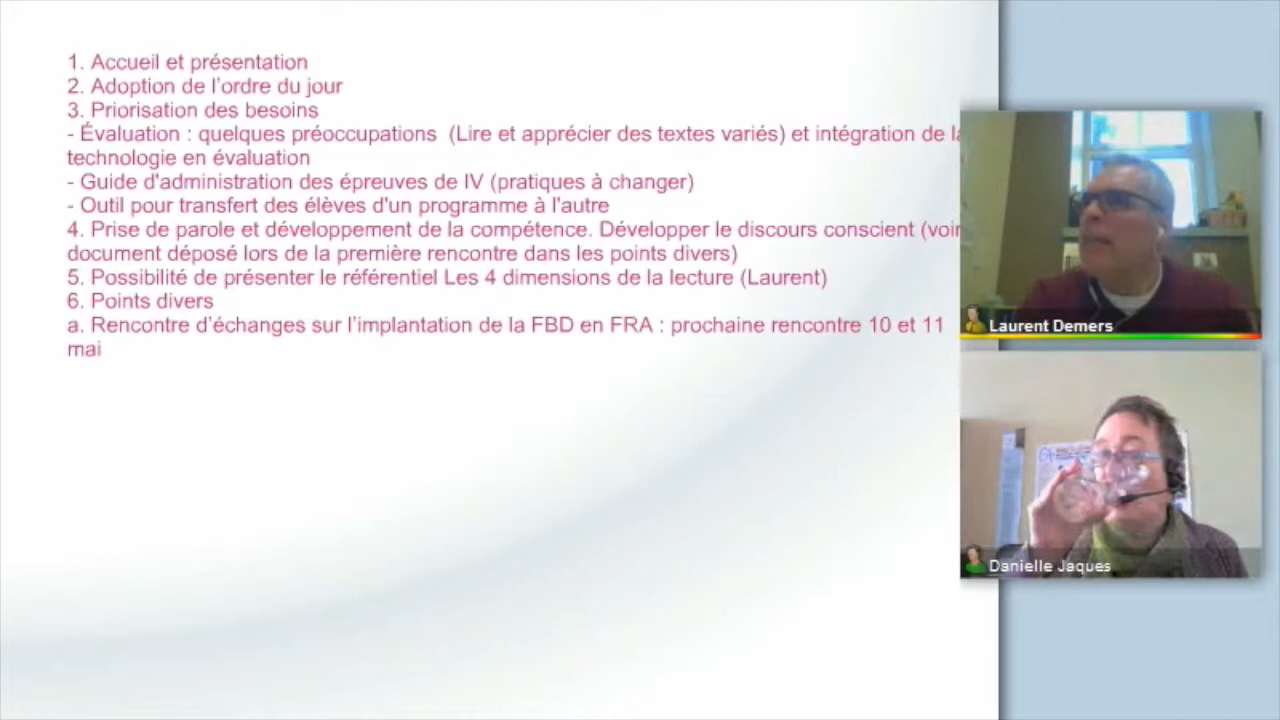 1. Accueil et présentation
2. Adoption de l'ordre du jour
3. Priorisation des besoins
- Évaluation : quelques préoccupations (Lire et apprécier des textes variés) et intégration de
technologie en évaluation
- Guide d'administration des épreuves de IV (pratiques à changer)
- Outil pour transfert des élèves d'un programme à l'autre
4. Prise de parole et développement de la compétence. Développer le discours conscient (voir
document déposé lors de la première rencontre dans les points divers)
5. Possibilité de présenter le référentiel Les 4 dimensions de la lecture (Laurent)
6. Points divers
a. Rencontre d'échanges sur l'implantation de la FBD en FRA : prochaine rencontre 10 et 11
mai
Laurent Demers
Danielle Jaques